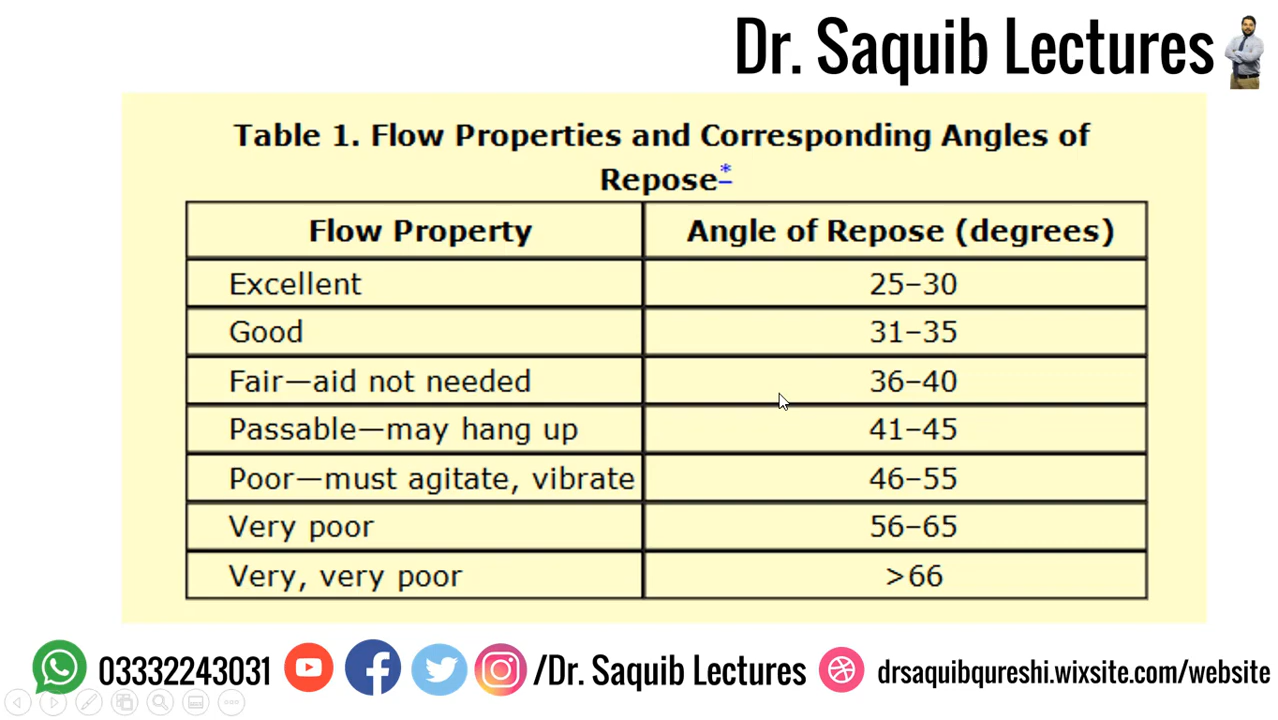 Dr. Saquib Lectures
Table 1. Flow Properties and Corresponding Angles of
Repose*
Flow Property Angle of Repose (degrees)
Excellent 25–30
Good 31–35
Fair—aid not needed 36–40
Passable—may hang up 41–45
Poor—must agitate, vibrate 46–55
Very poor 56–65
Very, very poor >66
03332243031 /Dr. Saquib Lectures drsaquibqureshi.wixsite.com/website